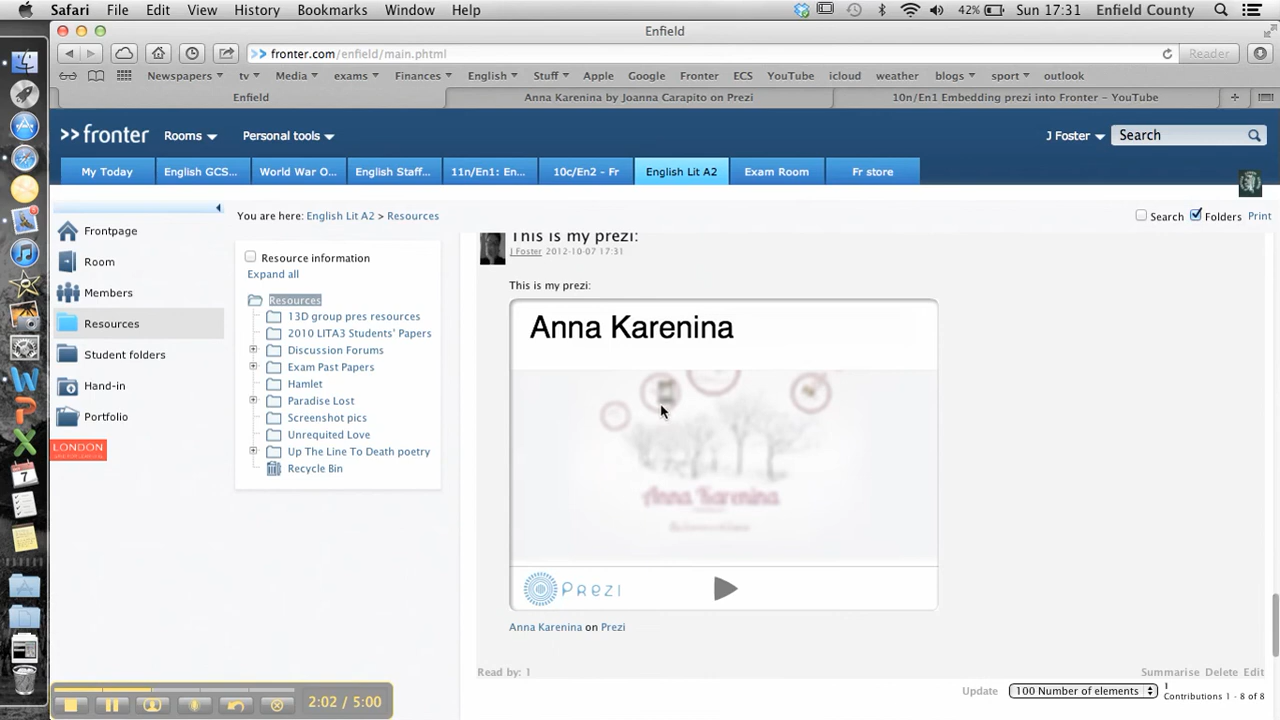 Safari File Edit View History Bookmarks Window Help 42% Sun 17:31 Enfield County
Enfield
fronter.com/enfield/main.phtml Reader
Newspapers tv Media exams Finances English Stuff Apple Google Fronter ECS YouTube icloud weather blogs sport outlook
Enfield Anna Karenina by Joanna Carapito on Prezi 10n/En1 Embedding prezi into Fronter – YouTube
>> fronter Rooms Personal tools J Foster Search
My Today English GCS... World War O... English Staff... 11n/En1: En... 10c/En2 - Fr English Lit A2 Exam Room Fr store
You are here: English Lit A2 > Resources Search Folders Print
Frontpage
Room
Members
Resources
Student folders
Hand-in
Portfolio
LONDON
Resource information
Expand all
Resources
13D group pres resources
2010 LITA3 Students' Papers
Discussion Forums
Exam Past Papers
Hamlet
Paradise Lost
Screenshot pics
Unrequited Love
Up The Line To Death poetry
Recycle Bin
This is my prezi:
J Foster 2012-10-07 17:31
This is my prezi:
Anna Karenina
Anna Karenina
Prezi
Anna Karenina on Prezi
Read by: 1 Summarise Delete Edit
Update 100 Number of elements 1
Contributions 1 - 8 of 8
7
2:02 / 5:00